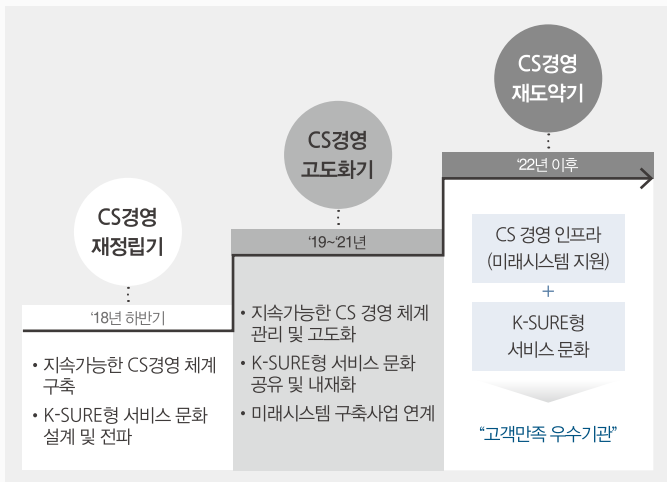 CS경영
재정립기
‘18년 하반기
• 지속가능한 CS경영 체계
구축
• K-SURE형 서비스 문화
설계 및 전파
CS경영
고도화기
‘19~‘21년
• 지속가능한 CS 경영 체계
관리 및 고도화
• K-SURE형 서비스 문화
공유 및 내재화
• 미래시스템 구축사업 연계
CS경영
재도약기
‘22년 이후
CS 경영 인프라
(미래시스템 지원)
+
K-SURE형
서비스 문화
“고객만족 우수기관”